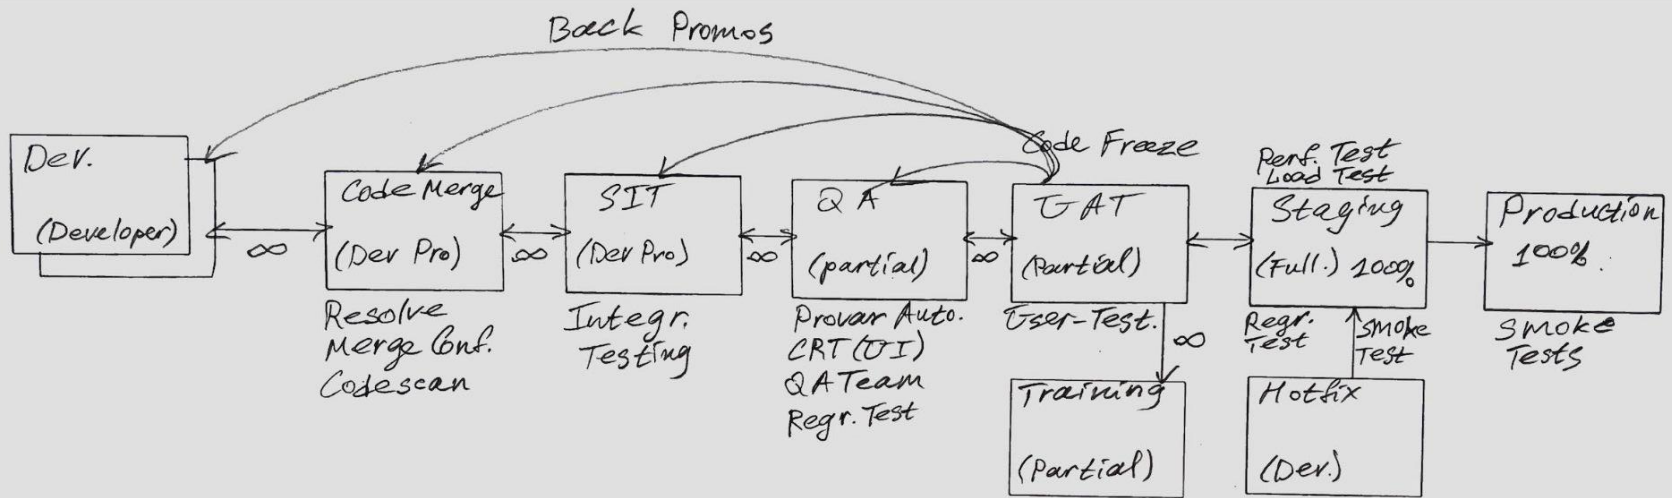 Back Promos
Code Freeze
Dev.
(Developer)
∞
Code Merge
(Dev Pro)
Resolve
Merge Conf.
Codescan
∞
SIT
(Dev Pro)
Integr.
Testing
∞
QA
(partial)
Provar Auto.
CRT (UI)
QA Team
Regr. Test
∞
UAT
(Partial)
User-Test.
∞
Training
(Partial)
Perf. Test
Load Test
Staging
(Full.) 100%
Regr.
Test
Smoke
Test
Hotfix
(Dev.)
Production
100%.
Smoke
Tests